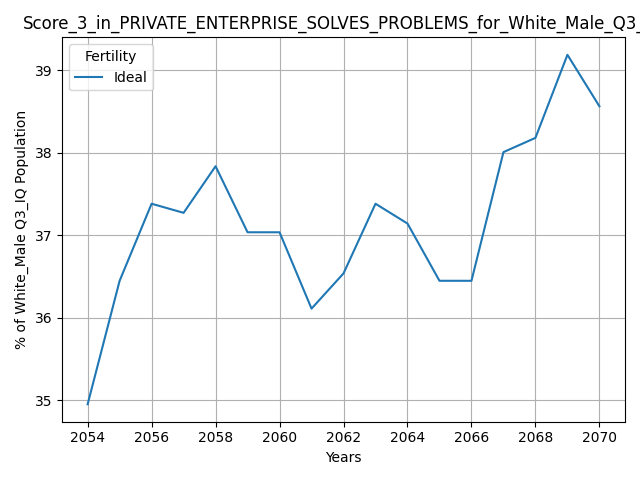 Score_3_in_PRIVATE_ENTERPRISE_SOLVES_PROBLEMS_for_White_Male_Q3_
Fertility
Ideal
% of White_Male Q3_IQ Population
39
38
37
36
35
2054 2056 2058 2060 2062 2064 2066 2068 2070
Years